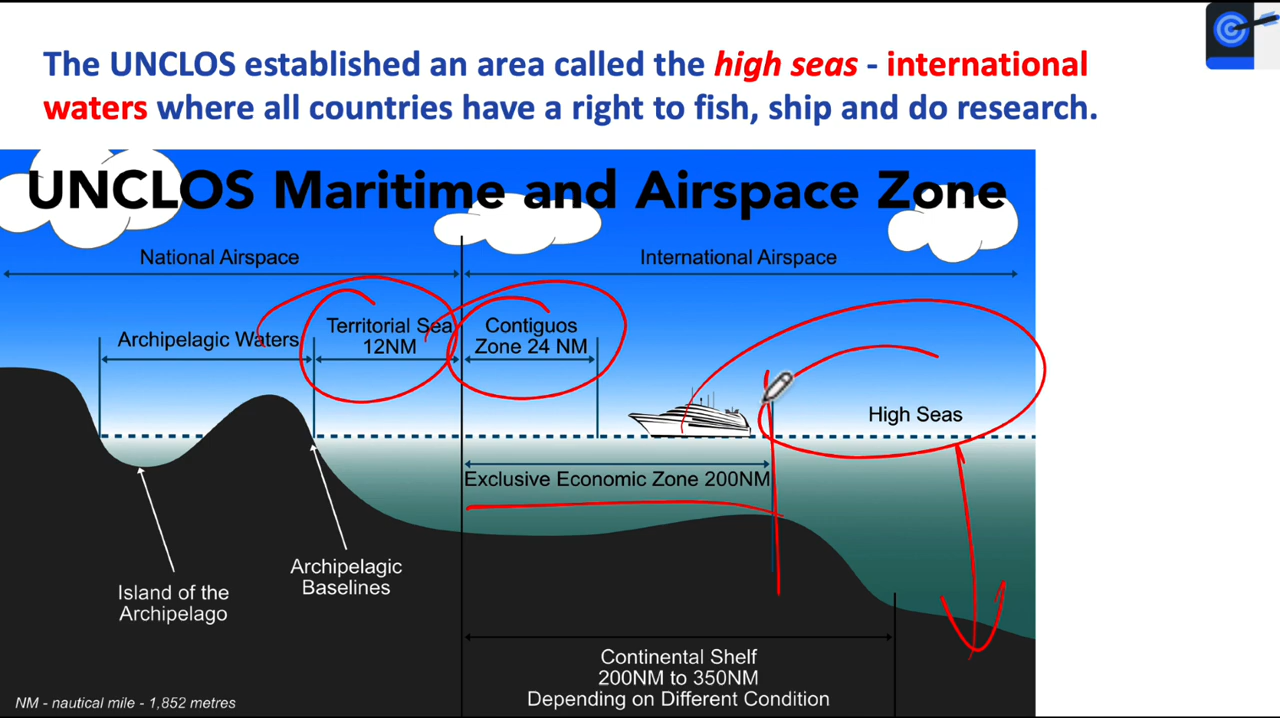 The UNCLOS established an area called the high seas - international
waters where all countries have a right to fish, ship and do research.
UNCLOS Maritime and Airspace Zone
National Airspace
International Airspace
Archipelagic Waters
Territorial Sea
12NM
Contiguos
Zone 24 NM
High Seas
Exclusive Economic Zone 200NM
Archipelagic
Baselines
Island of the
Archipelago
Continental Shelf
200NM to 350NM
Depending on Different Condition
NM - nautical mile - 1,852 metres